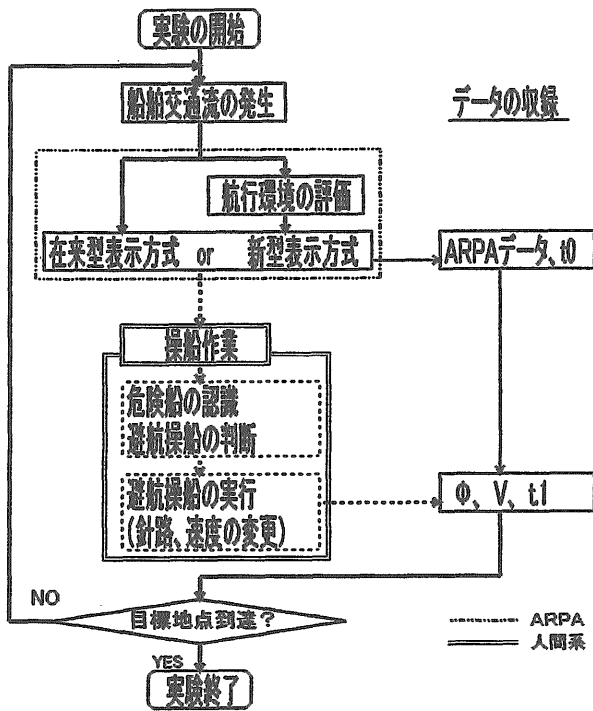 実験の開始
船舶交通流の発生
データの収録
航行環境の評価
在来型表示方式 or 新型表示方式
ARPAデータ、t0
操船作業
危険船の認識
避航操船の判断
避航操船の実行
(針路、速度の変更)
Φ、V、t1
NO
目標地点到達?
ARPA
人間系
YES
実験終了